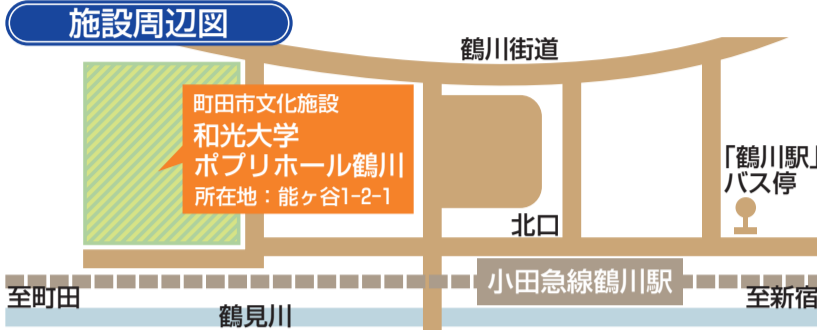 施設周辺図
鶴川街道
町田市文化施設
和光大学
ポプリホール鶴川
所在地：能ヶ谷1-2-1
「鶴川駅」
バス停
北口
小田急線鶴川駅
至町田
至新宿
鶴見川